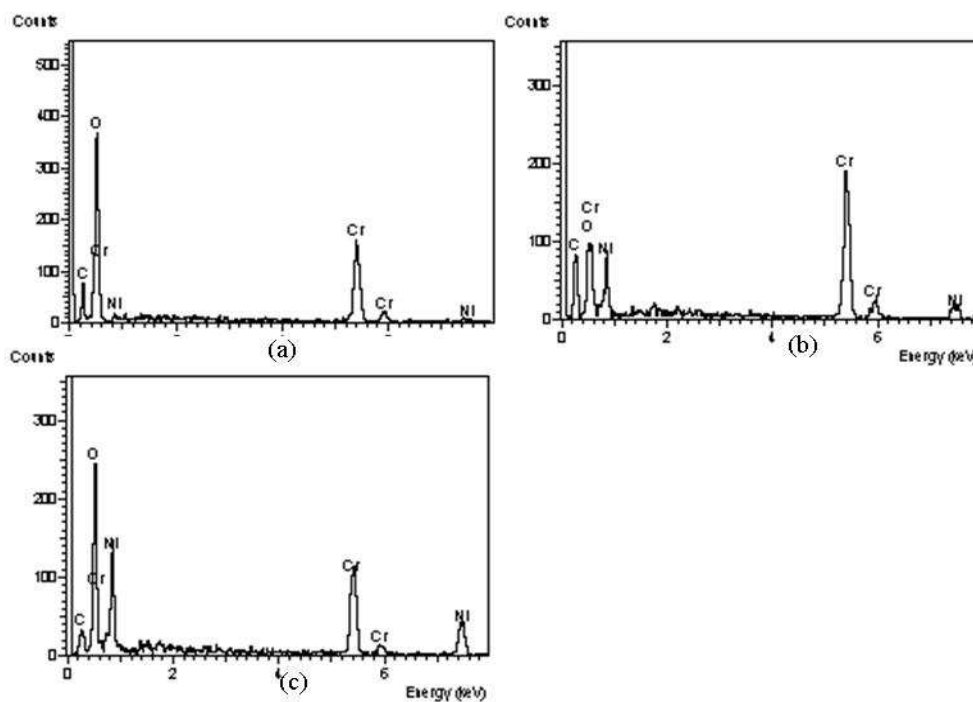 Counts
500
400
300
200
100
0
O
Cr
C
Ni
Cr
Cr
Ni
(a)
Counts
300
200
100
0
Cr
Cr
O
C
Ni
Cr
Ni
0 2 4 6
(b)
Energy (keV)
Counts
300
200
100
0
O
Ni
Cr
C
Cr
Cr
Ni
0 2 4 6
(c)
Energy (keV)